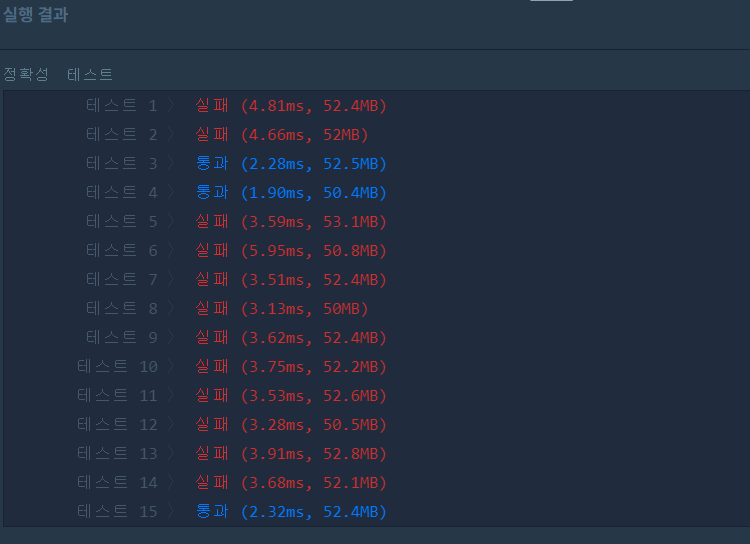 실행 결과
정확성 테스트
테스트 1 〉 실패 (4.81ms, 52.4MB)
테스트 2 〉 실패 (4.66ms, 52MB)
테스트 3 〉 통과 (2.28ms, 52.5MB)
테스트 4 〉 통과 (1.90ms, 50.4MB)
테스트 5 〉 실패 (3.59ms, 53.1MB)
테스트 6 〉 실패 (5.95ms, 50.8MB)
테스트 7 〉 실패 (3.51ms, 52.4MB)
테스트 8 〉 실패 (3.13ms, 50MB)
테스트 9 〉 실패 (3.62ms, 52.4MB)
테스트 10 〉 실패 (3.75ms, 52.2MB)
테스트 11 〉 실패 (3.53ms, 52.6MB)
테스트 12 〉 실패 (3.28ms, 50.5MB)
테스트 13 〉 실패 (3.91ms, 52.8MB)
테스트 14 〉 실패 (3.68ms, 52.1MB)
테스트 15 〉 통과 (2.32ms, 52.4MB)